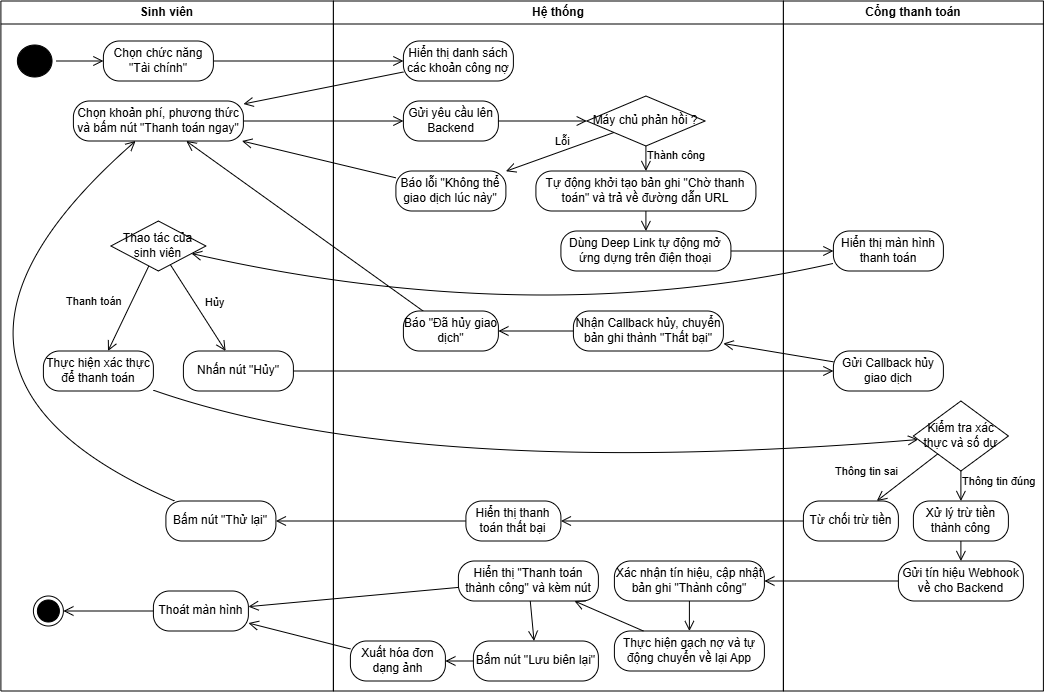 Sinh viên
Hệ thống
Cổng thanh toán
Chọn chức năng
"Tài chính"
Hiển thị danh sách
các khoản công nợ
Chọn khoản phí, phương thức
và bấm nút "Thanh toán ngay"
Gửi yêu cầu lên
Backend
Máy chủ phản hồi ?
Lỗi
Thành công
Báo lỗi "Không thể
giao dịch lúc này"
Tự động khởi tạo bản ghi "Chờ thanh
toán" và trả về đường dẫn URL
Dùng Deep Link tự động mở
ứng dụng trên điện thoại
Hiển thị màn hình
thanh toán
Thao tác của
sinh viên
Thanh toán
Hủy
Báo "Đã hủy giao
dịch"
Nhận Callback hủy, chuyển
bản ghi thành "Thất bại"
Thực hiện xác thực
để thanh toán
Nhấn nút "Hủy"
Gửi Callback hủy
giao dịch
Kiểm tra xác
thực và số dư
Thông tin sai
Thông tin đúng
Bấm nút "Thử lại"
Hiển thị thanh
toán thất bại
Từ chối trừ tiền
Xử lý trừ tiền
thành công
Hiển thị "Thanh toán
thành công" và kèm nút
Xác nhận tín hiệu, cập nhật
bản ghi "Thành công"
Gửi tín hiệu Webhook
về cho Backend
Thoát màn hình
Xuất hóa đơn
dạng ảnh
Bấm nút "Lưu biên lại"
Thực hiện gạch nợ và tự
động chuyển về lại App